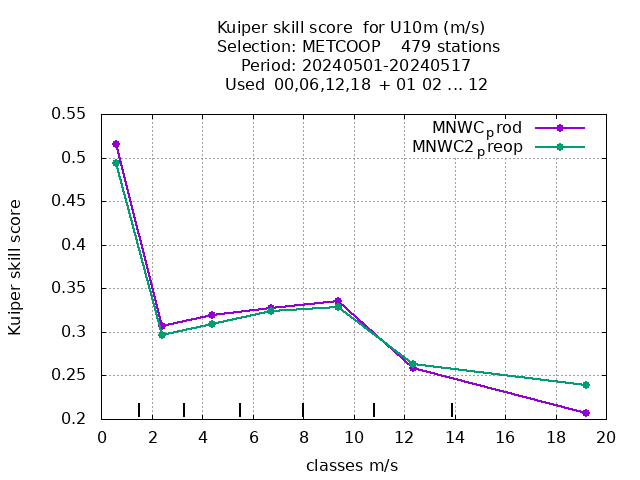 Kuiper skill score  for U10m (m/s)
Selection: METCOOP    479 stations
Period: 20240501-20240517
Used  00,06,12,18 + 01 02 ... 12
MNWCprod
MNWC2preop
0.55
0.5
0.45
0.4
0.35
0.3
0.25
0.2
Kuiper skill score
0 2 4 6 8 10 12 14 16 18 20
classes m/s